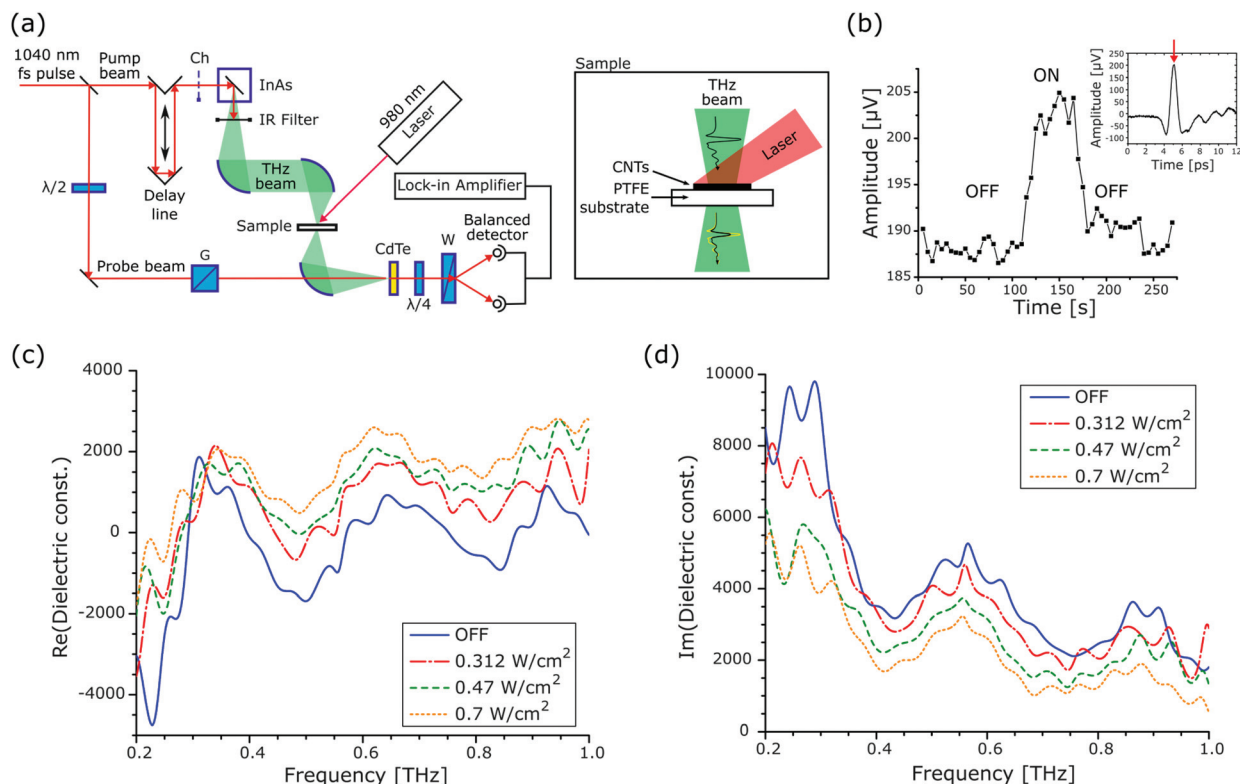 (a)
1040 nm
fs pulse
Pump
beam
Ch
InAs
IR Filter
980 nm
Laser
THz
beam
Lock-in Amplifier
λ/2
Delay
line
Sample
Balanced
detector
CdTe
W
Probe beam
G
λ/4
Sample
THz
beam
Laser
CNTs
PTFE
substrate
(b)
Amplitude [μV]
205
200
195
190
185
OFF
ON
OFF
0 50 100 150 200 250
Time [s]
Amplitude [μV]
250
200
150
100
50
0
-50
-100
0 2 4 6 8 10 12
Time [ps]
(c)
Re(Dielectric const.)
4000
2000
0
-2000
-4000
OFF
0.312 W/cm²
0.47 W/cm²
0.7 W/cm²
0.2 0.4 0.6 0.8 1.0
Frequency [THz]
(d)
Im(Dielectric const.)
10000
8000
6000
4000
2000
0
OFF
0.312 W/cm²
0.47 W/cm²
0.7 W/cm²
0.2 0.4 0.6 0.8 1.0
Frequency [THz]